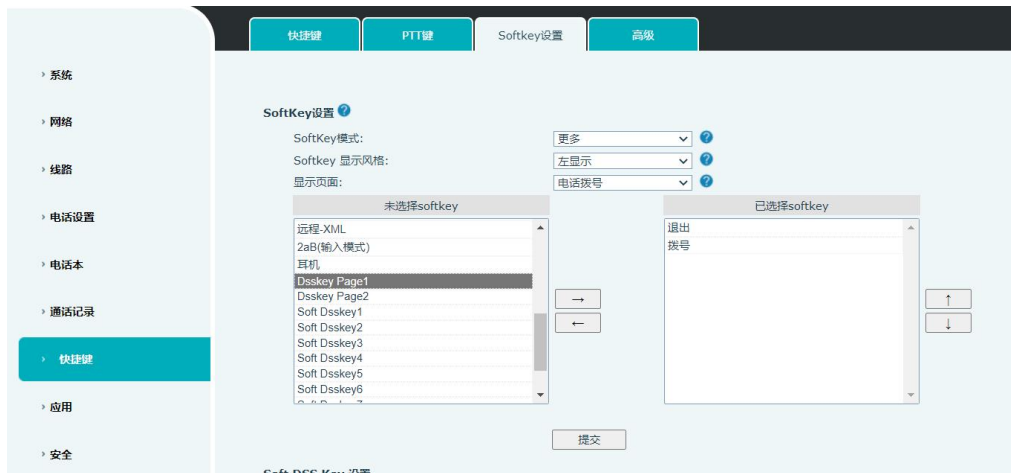 快捷键 PTT键 Softkey设置 高级
系统
网络
线路
电话设置
电话本
通话记录
快捷键
应用
安全
SoftKey设置
SoftKey模式: 更多
Softkey 显示风格: 左显示
显示页面: 电话拨号
未选择softkey 已选择softkey
远程-XML
2aB(输入模式)
耳机
Dsskey Page1
Dsskey Page2
Soft Dsskey1
Soft Dsskey2
Soft Dsskey3
Soft Dsskey4
Soft Dsskey5
Soft Dsskey6
→
←
退出
拨号
↑
↓
提交